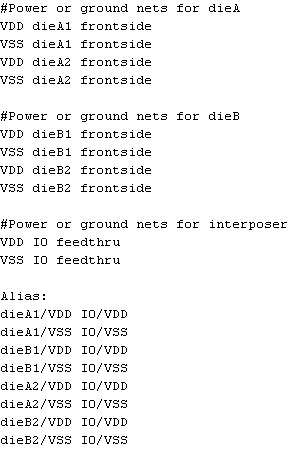 #Power or ground nets for dieA
VDD dieA1 frontside
VSS dieA1 frontside
VDD dieA2 frontside
VSS dieA2 frontside
#Power or ground nets for dieB
VDD dieB1 frontside
VSS dieB1 frontside
VDD dieB2 frontside
VSS dieB2 frontside
#Power or ground nets for interposer
VDD IO feedthru
VSS IO feedthru
Alias:
dieA1/VDD IO/VDD
dieA1/VSS IO/VSS
dieB1/VDD IO/VDD
dieB1/VSS IO/VSS
dieA2/VDD IO/VDD
dieA2/VSS IO/VSS
dieB2/VDD IO/VDD
dieB2/VSS IO/VSS